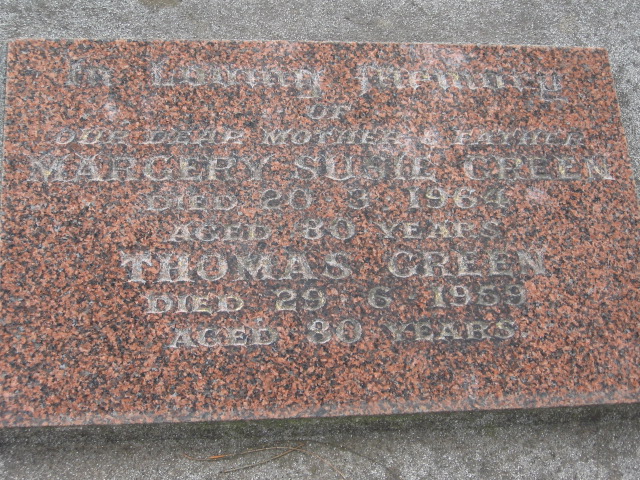 In Loving Memory
OF
OUR DEAR MOTHER & FATHER
MARGERY SUSIE GREEN
DIED 20·3·1964
AGED 80 YEARS
THOMAS GREEN
DIED 29·6·1959
AGED 80 YEARS